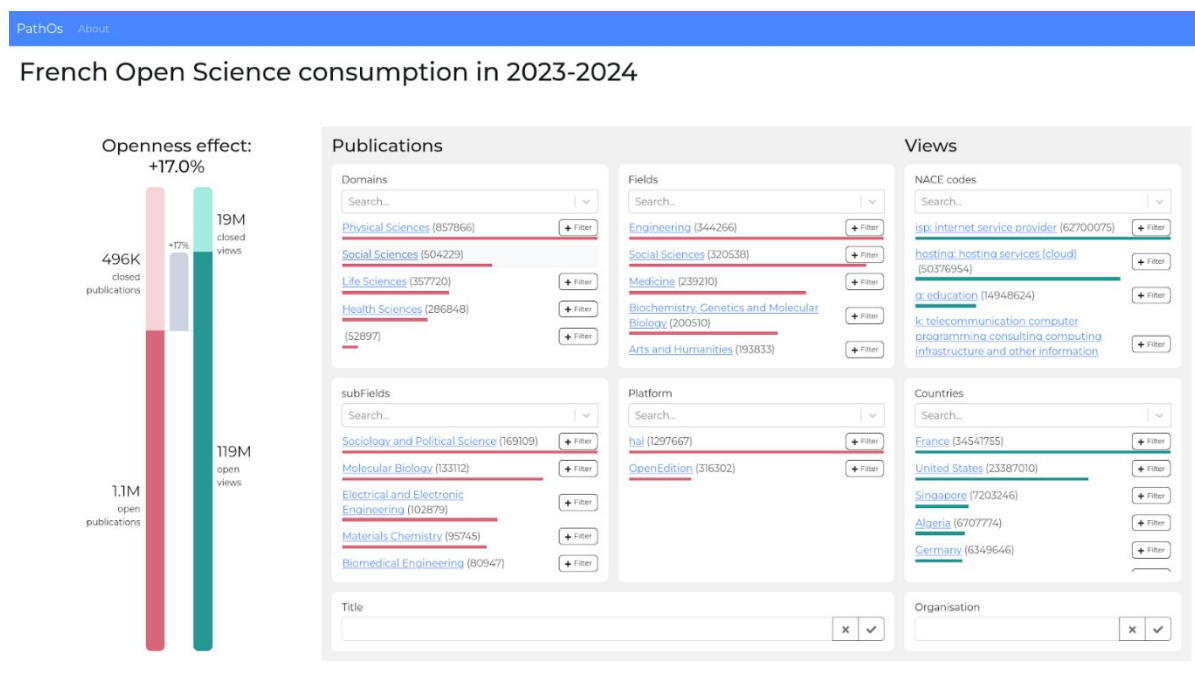 PathOs About
French Open Science consumption in 2023-2024
Openness effect:
+17.0%
19M
closed
views
+17%
496K
closed
publications
119M
open
views
1.1M
open
publications
Publications
Domains
Search...
Physical Sciences (857866) + Filter
Social Sciences (504229)
Life Sciences (357720) + Filter
Health Sciences (286848) + Filter
(52897) + Filter
Fields
Search...
Engineering (344266) + Filter
Social Sciences (320538) + Filter
Medicine (239210) + Filter
Biochemistry, Genetics and Molecular
Biology (200510) + Filter
Arts and Humanities (193833) + Filter
Views
NACE codes
Search...
isp: internet service provider (62700075) + Filter
hosting: hosting services (cloud)
(50376954) + Filter
q: education (14948624) + Filter
k: telecommunication computer
programming consulting computing
infrastructure and other information + Filter
subFields
Search...
Sociology and Political Science (169109) + Filter
Molecular Biology (133112) + Filter
Electrical and Electronic
Engineering (102879) + Filter
Materials Chemistry (95745) + Filter
Biomedical Engineering (80947) + Filter
Platform
Search...
hal (1297667) + Filter
OpenEdition (316302) + Filter
Countries
Search...
France (34541755) + Filter
United States (23387010) + Filter
Singapore (7203246) + Filter
Algeria (6707774) + Filter
Germany (6349646) + Filter
Title
Organisation